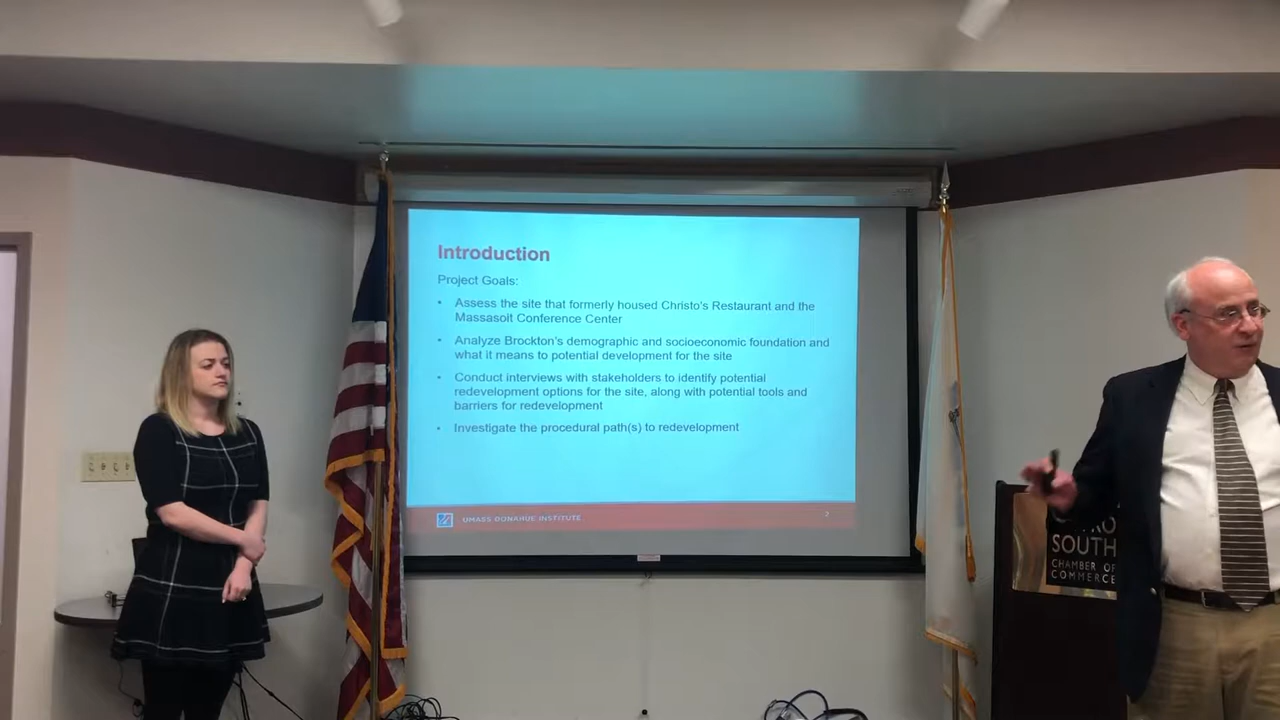 Introduction
Project Goals:
• Assess the site that formerly housed Christo's Restaurant and the
Massasoit Conference Center
• Analyze Brockton's demographic and socioeconomic foundation and
what it means to potential development for the site
• Conduct interviews with stakeholders to identify potential
redevelopment options for the site, along with potential tools and
barriers for redevelopment
• Investigate the procedural path(s) to redevelopment
UMASS DONAHUE INSTITUTE
2
SOUTH
CHAMBER OF
COMMERCE